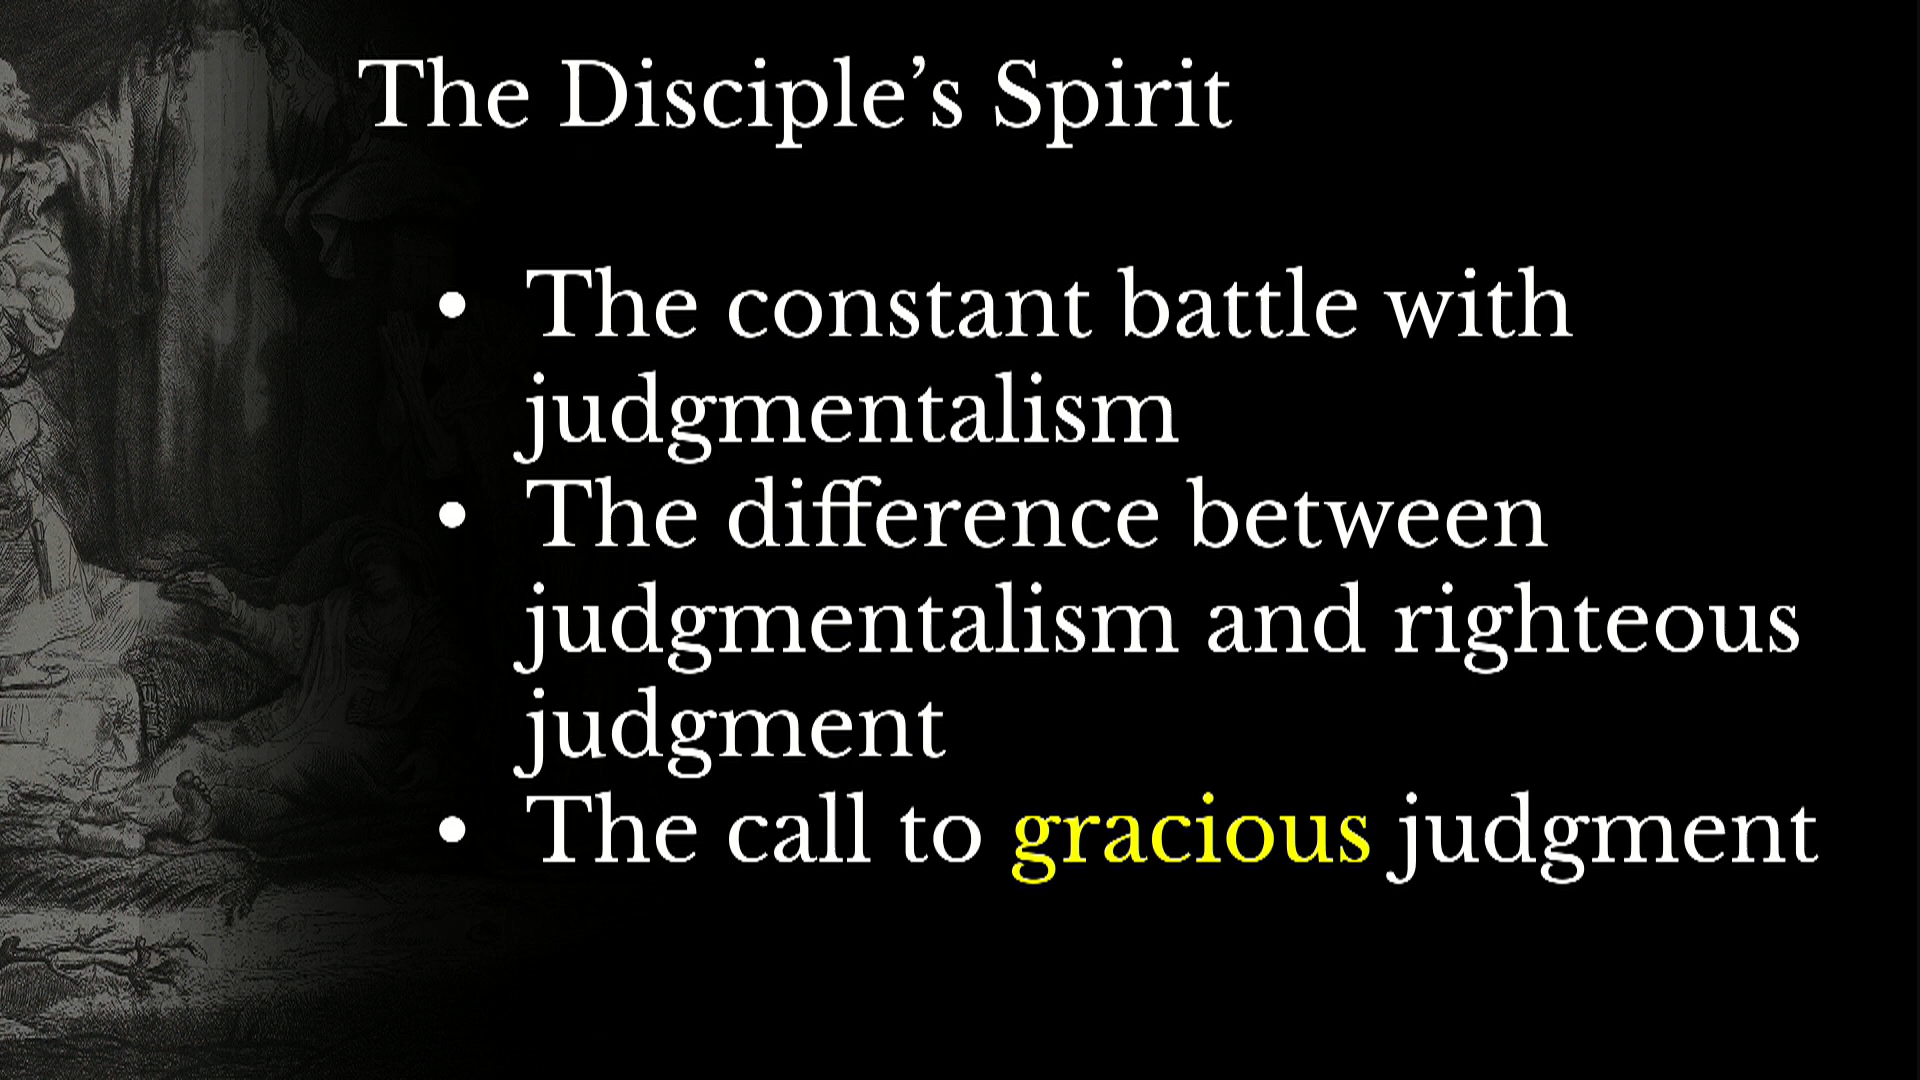 The Disciple’s Spirit
• The constant battle with
judgmentalism
• The difference between
judgmentalism and righteous
judgment
• The call to gracious judgment